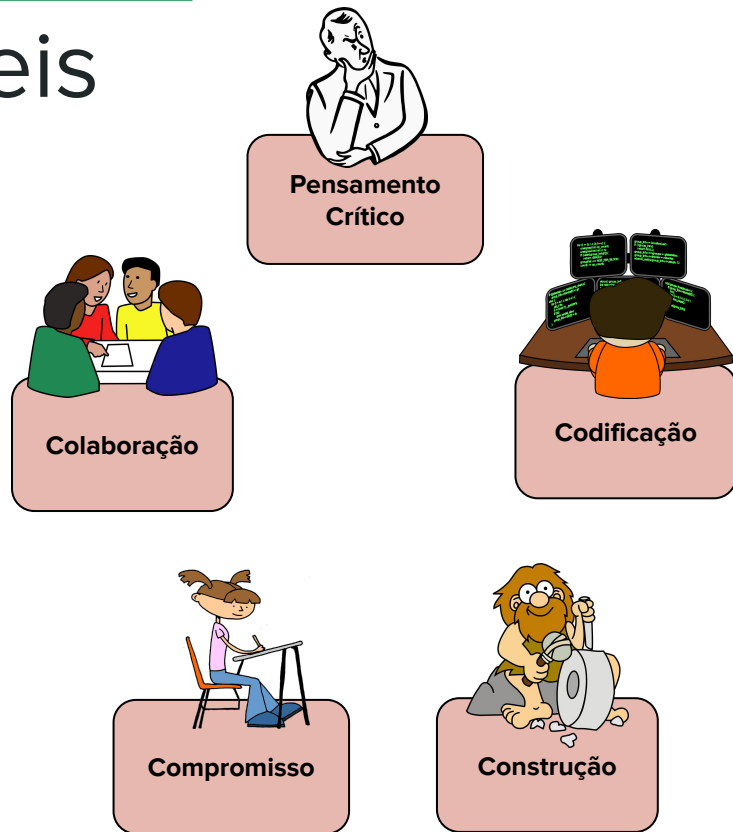 eis
Pensamento
Crítico
Colaboração
Codificação
Compromisso
Construção